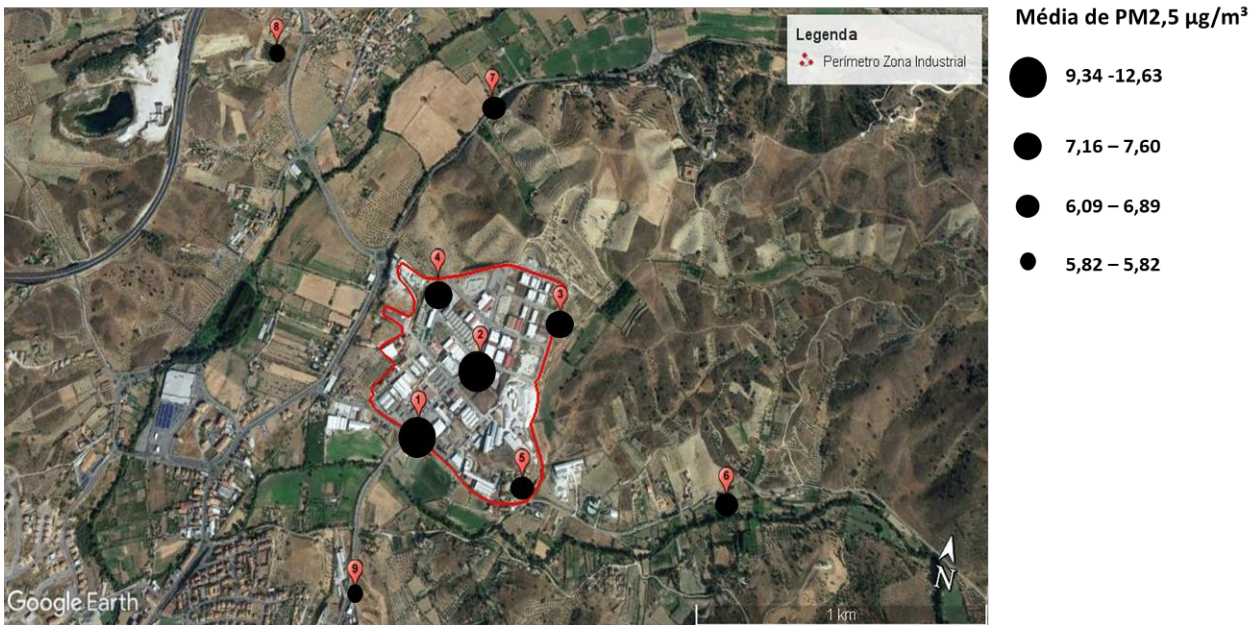 Média de PM2,5 µg/m³
Legenda
Perímetro Zona Industrial
9,34 -12,63
7,16 – 7,60
6,09 – 6,89
5,82 – 5,82
8
7
4
3
2
1
5
6
9
N
Google Earth
1 km